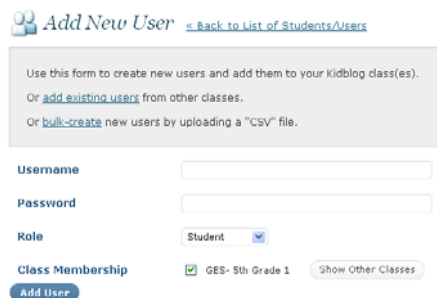 Add New User « Back to List of Students/Users
Use this form to create new users and add them to your Kidblog class(es).
Or add existing users from other classes.
Or bulk-create new users by uploading a "CSV" file.
Username
Password
Role Student
Class Membership GES- 5th Grade 1 Show Other Classes
Add User